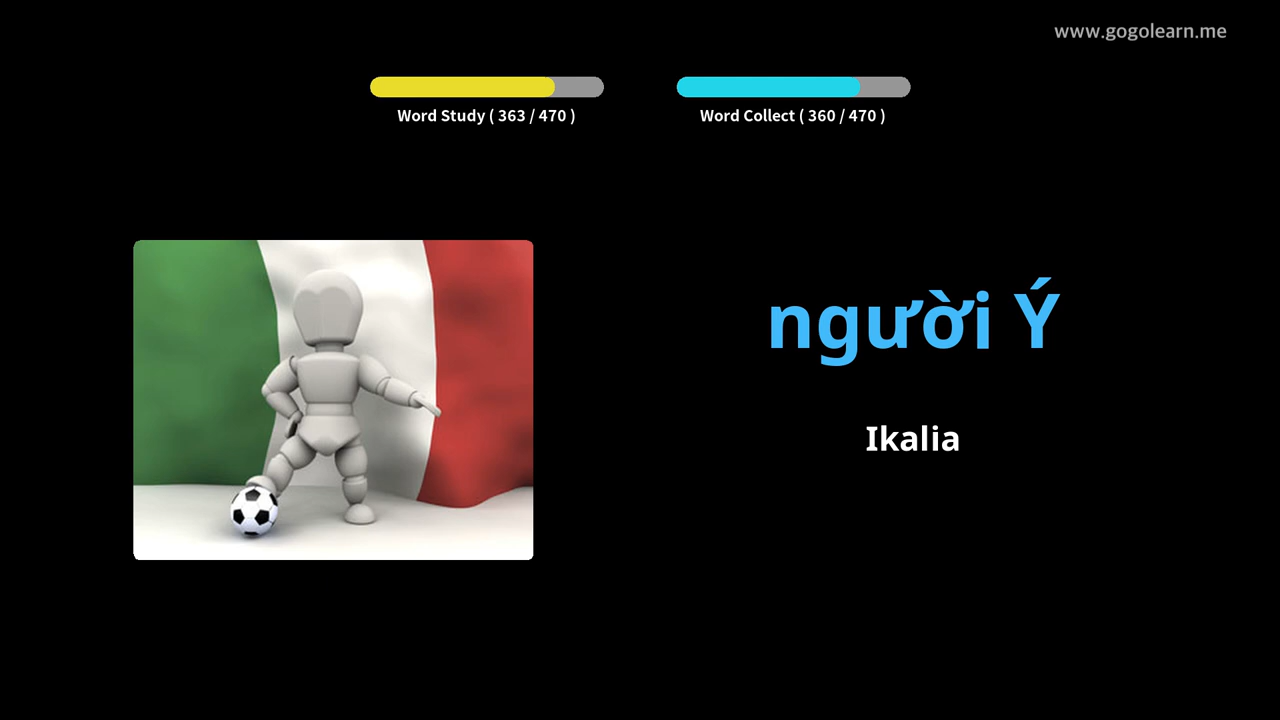 www.gogolearn.me
Word Study ( 363 / 470 )
Word Collect ( 360 / 470 )
người Ý
Ikalia